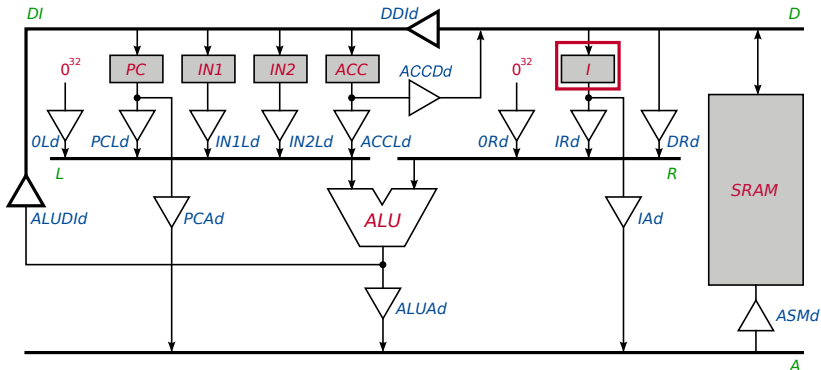 DI
DDId
D
0³²
PC
IN1
IN2
ACC
ACCDd
0³²
I
0Ld
PCLd
IN1Ld
IN2Ld
ACCLd
0Rd
IRd
DRd
L
R
ALUDId
PCAd
ALU
IAd
SRAM
ALUAd
ASMd
A